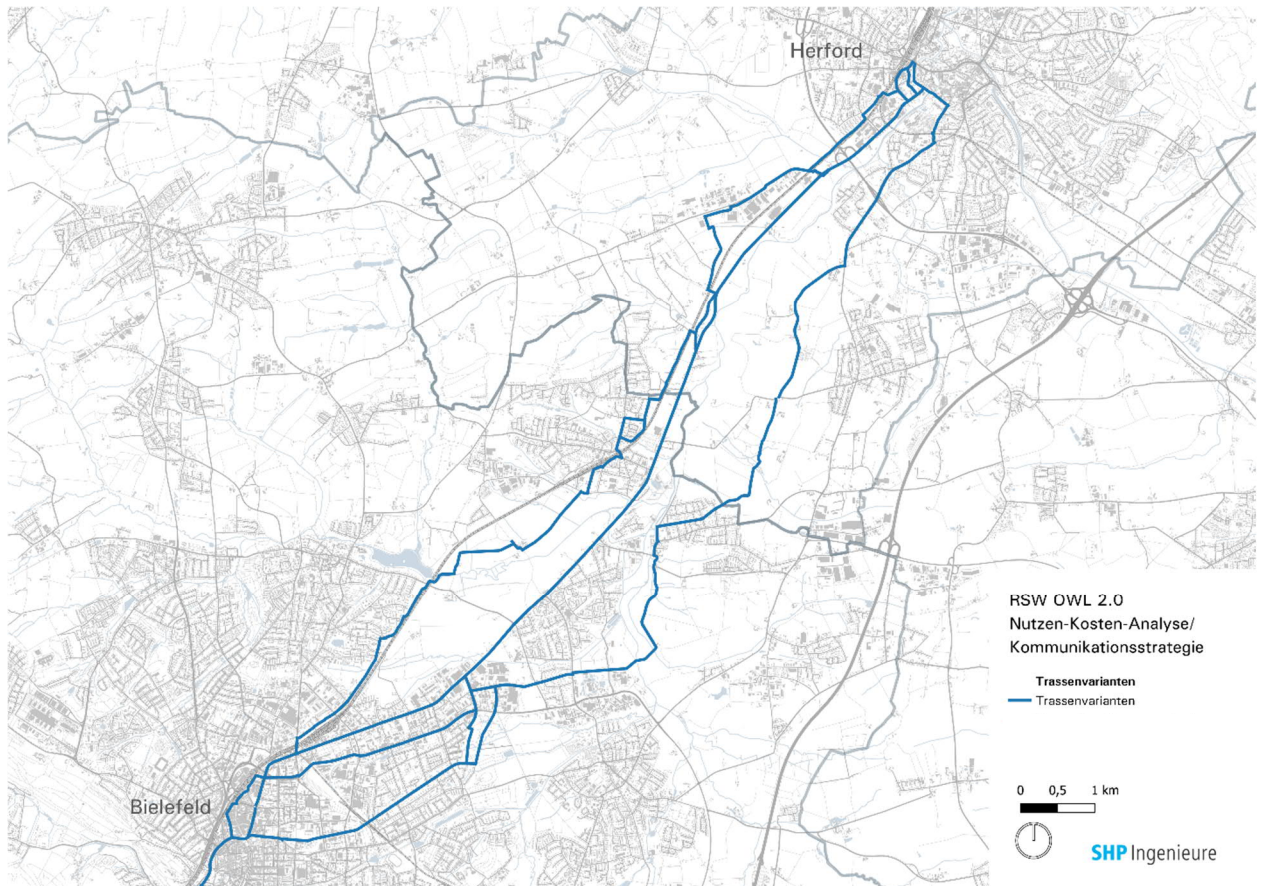 Herford
Bielefeld
RSW OWL 2.0
Nutzen-Kosten-Analyse/
Kommunikationsstrategie
Trassenvarianten
Trassenvarianten
0 0,5 1 km
SHP Ingenieure